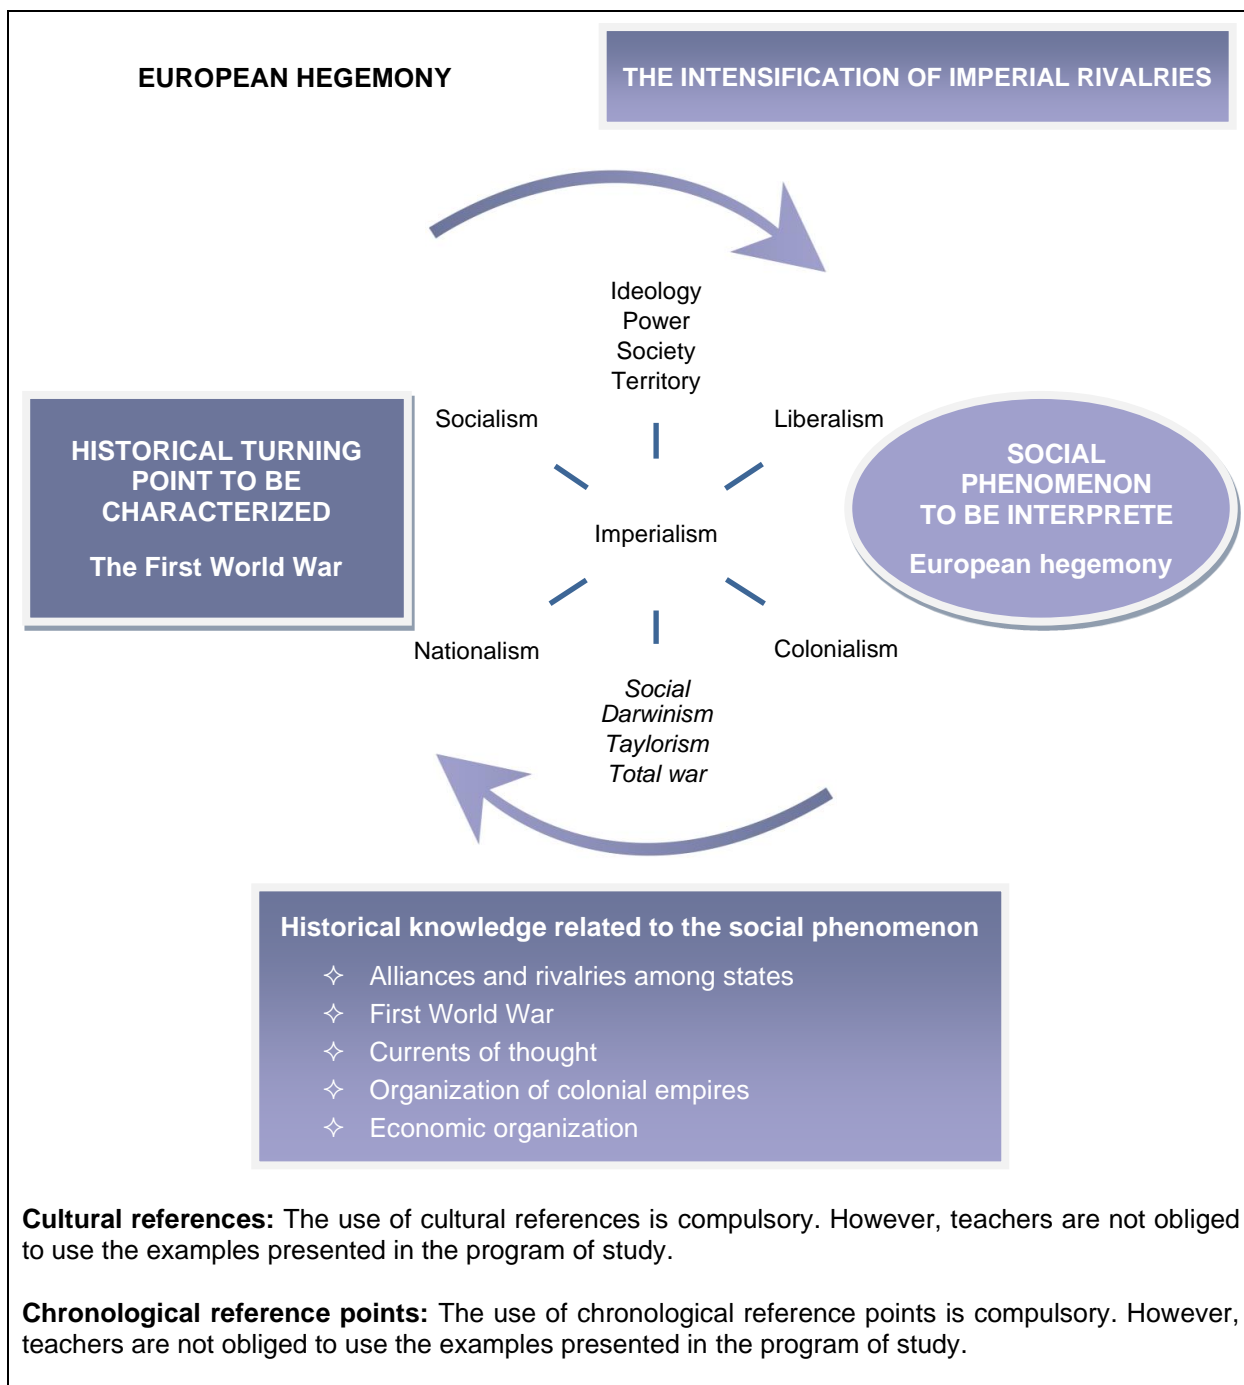 EUROPEAN HEGEMONY
THE INTENSIFICATION OF IMPERIAL RIVALRIES
Ideology
Power
Society
Territory
Socialism
Liberalism
HISTORICAL TURNING
POINT TO BE
CHARACTERIZED
The First World War
Imperialism
SOCIAL
PHENOMENON
TO BE INTERPRETE
European hegemony
Nationalism
Colonialism
Social
Darwinism
Taylorism
Total war
Historical knowledge related to the social phenomenon
✧ Alliances and rivalries among states
✧ First World War
✧ Currents of thought
✧ Organization of colonial empires
✧ Economic organization
Cultural references: The use of cultural references is compulsory. However, teachers are not obliged
to use the examples presented in the program of study.
Chronological reference points: The use of chronological reference points is compulsory. However,
teachers are not obliged to use the examples presented in the program of study.